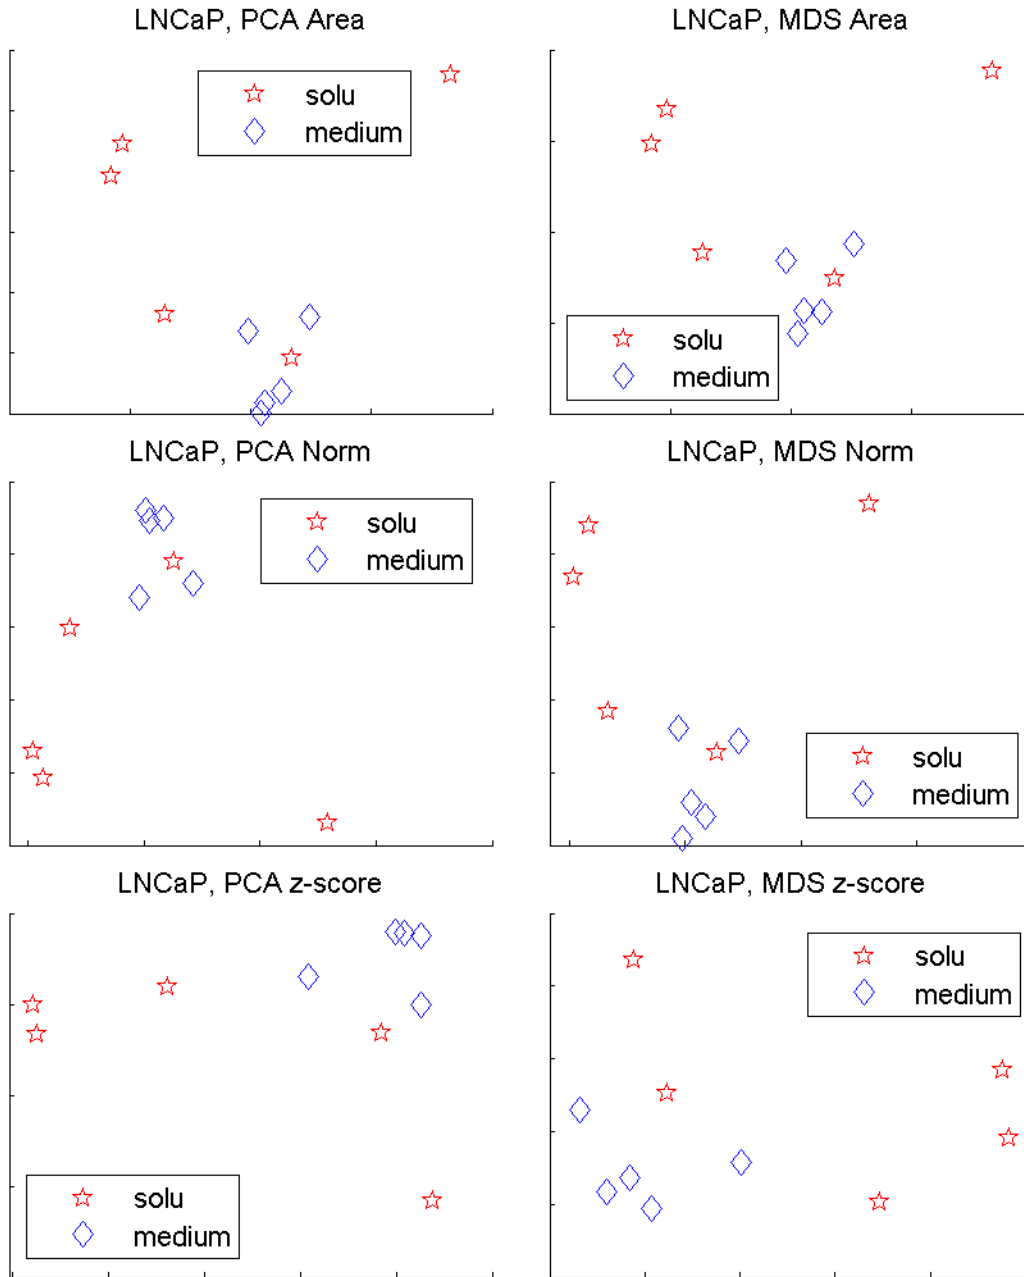 LNCaP, PCA Area
solu
medium
LNCaP, MDS Area
solu
medium
LNCaP, PCA Norm
solu
medium
LNCaP, MDS Norm
solu
medium
LNCaP, PCA z-score
solu
medium
LNCaP, MDS z-score
solu
medium